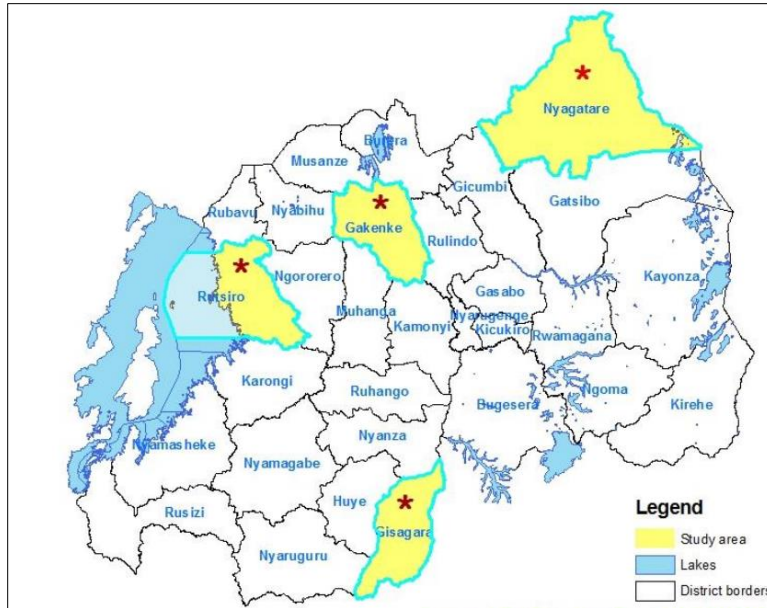 Nyagatare
Burera
Musanze
Gicumbi
Rubavu
Nyabihu
Gatsibo
Gakenke
Rulindo
Ngororero
Kayonza
Rutsiro
Gasabo
Muhanga
Nyarugenge
Kamonyi
Kicukiro
Rwamagana
Karongi
Ruhango
Ngoma
Bugesera
Kirehe
Nyanza
Nyamasheke
Nyamagabe
Huye
Rusizi
Gisagara
Nyaruguru
Legend
Study area
Lakes
District borders